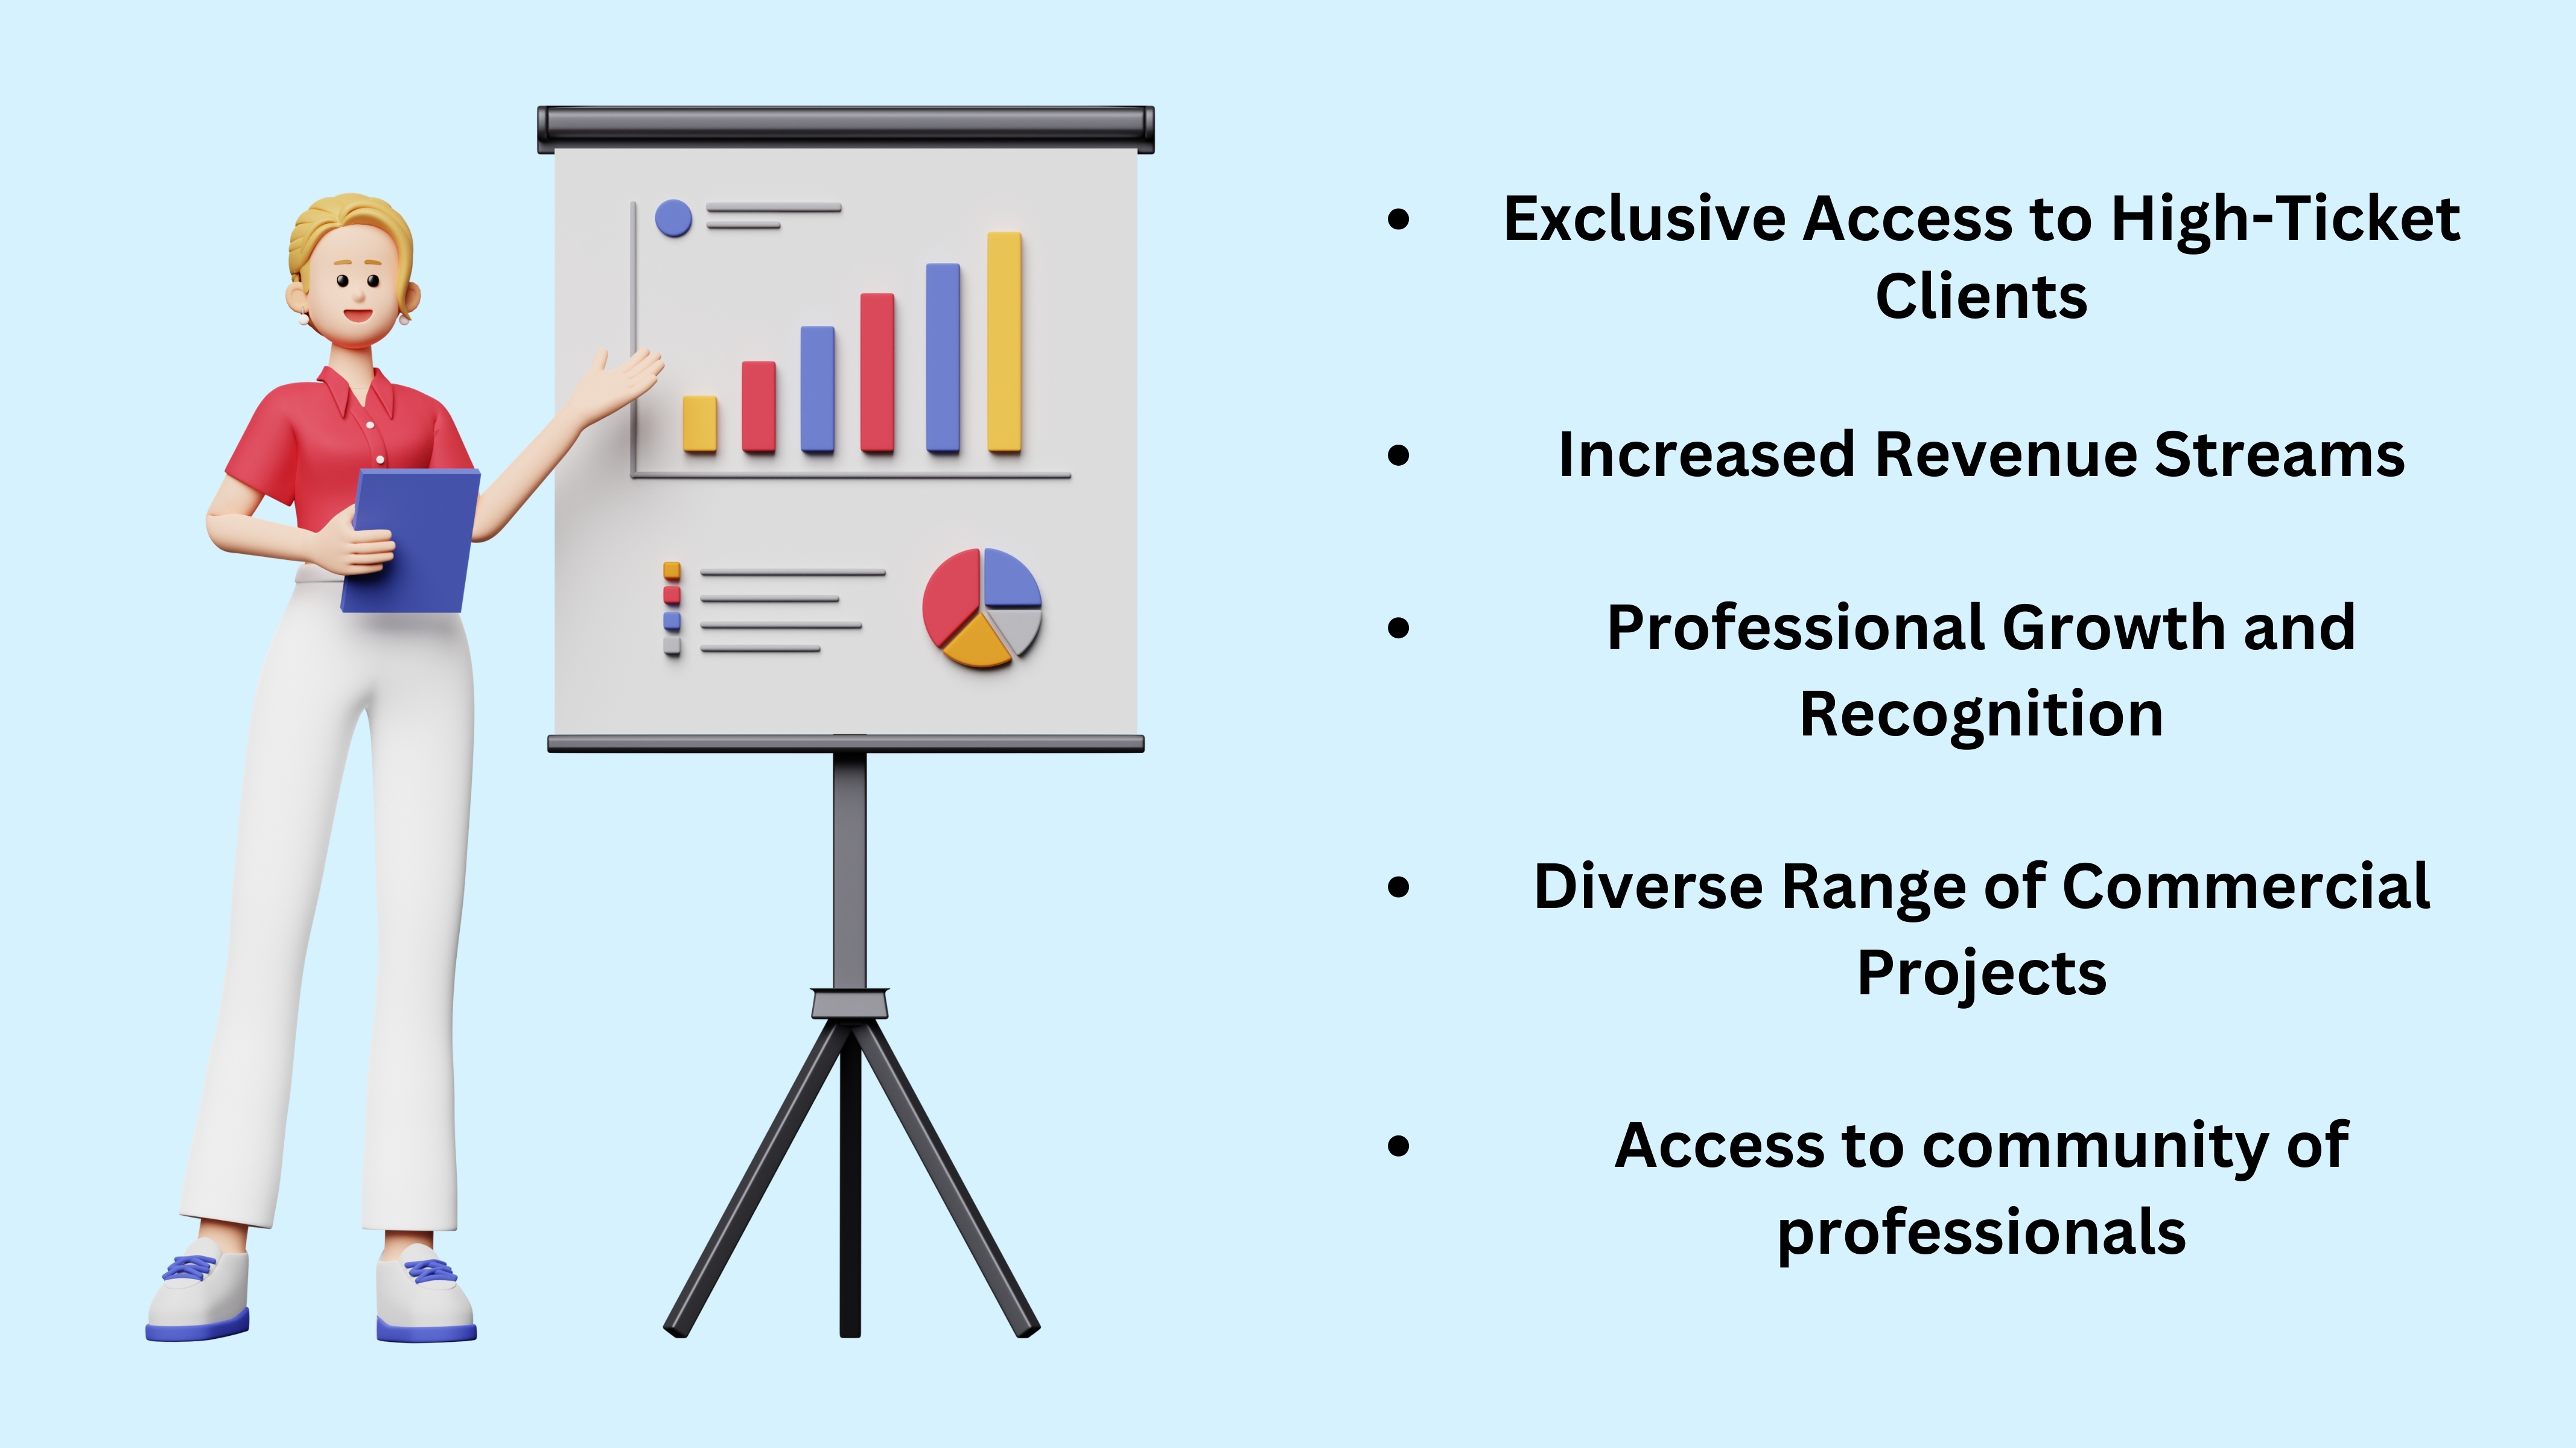 • Exclusive Access to High-Ticket
Clients
• Increased Revenue Streams
• Professional Growth and
Recognition
• Diverse Range of Commercial
Projects
• Access to community of
professionals